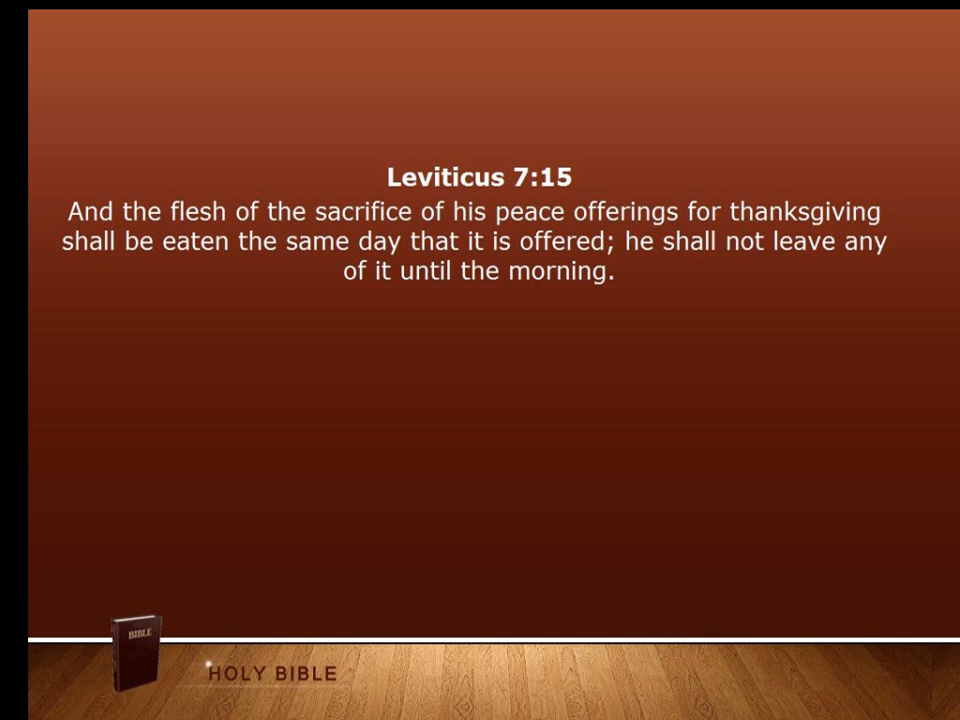 Leviticus 7:15
And the flesh of the sacrifice of his peace offerings for thanksgiving
shall be eaten the same day that it is offered; he shall not leave any
of it until the morning.
BIBLE
HOLY BIBLE